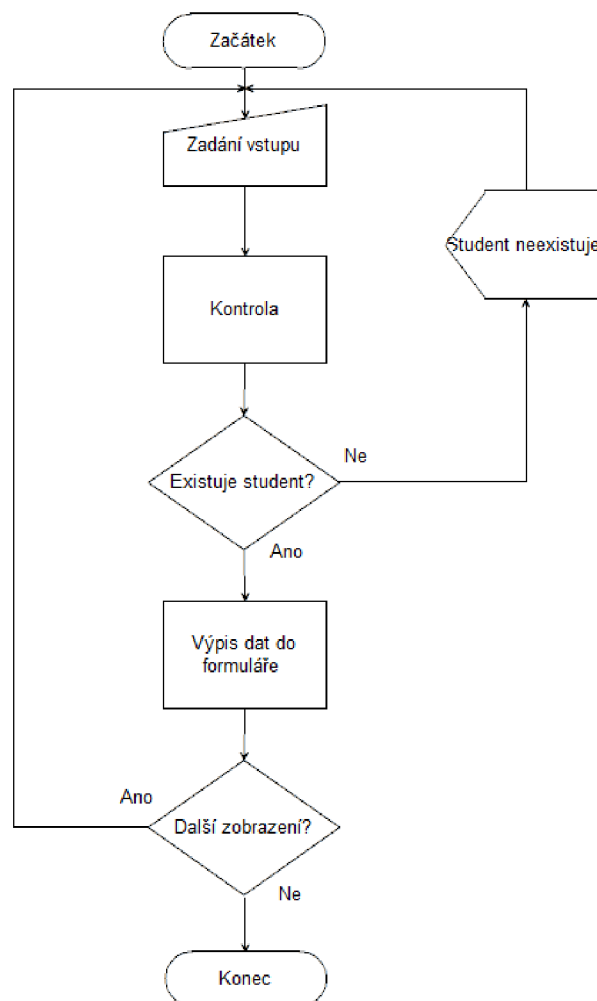 Začátek
Zadání vstupu
Student neexistuje
Kontrola
Ne
Existuje student?
Ano
Výpis dat do
formuláře
Ano
Další zobrazení?
Ne
Konec